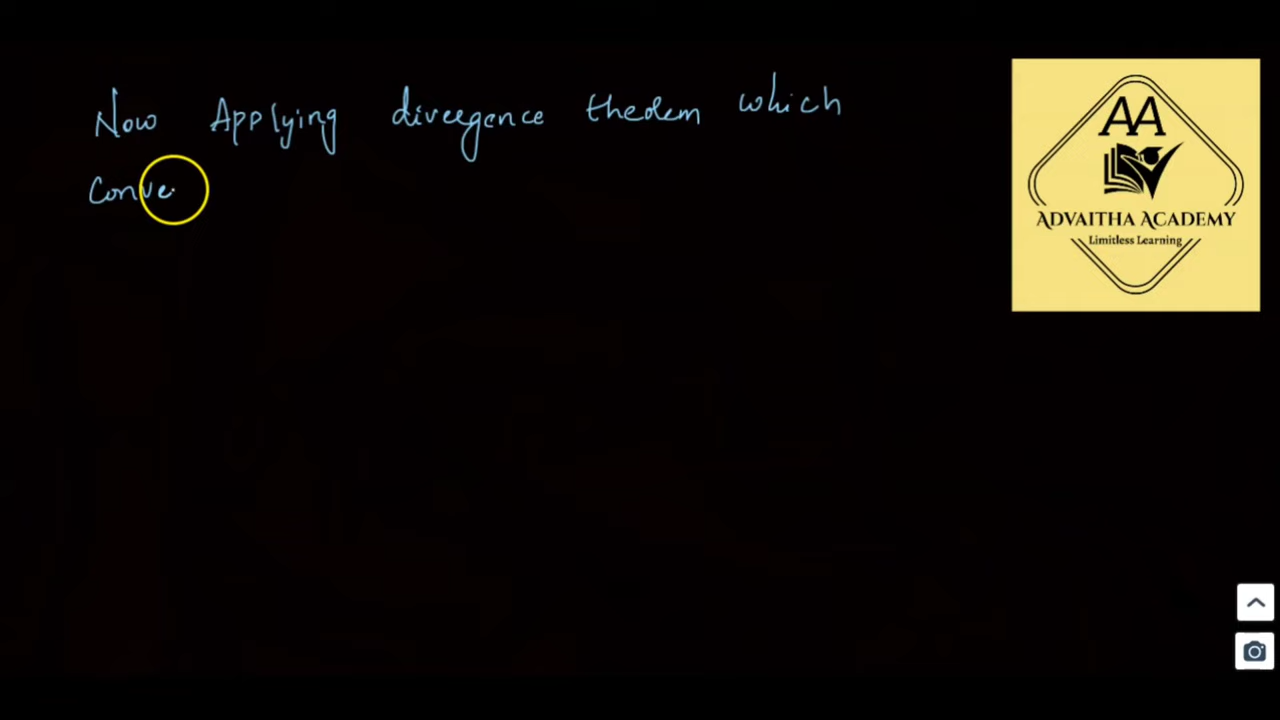 Now Applying divergence theorem which
Conve
AA
ADVAITHA ACADEMY
Limitless Learning